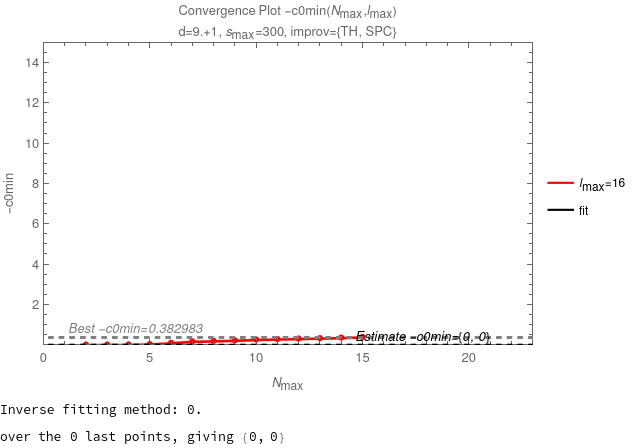 Convergence Plot −c0min(Nmax,lmax)
d=9.+1, smax=300, improv={TH, SPC}
14
12
10
8
6
4
2
−c0min
Best −c0min=0.382983
Estimate −c0min={0, 0}
0
5
10
15
20
Nmax
lmax=16
fit
Inverse fitting method: 0.
over the 0 last points, giving {0, 0}